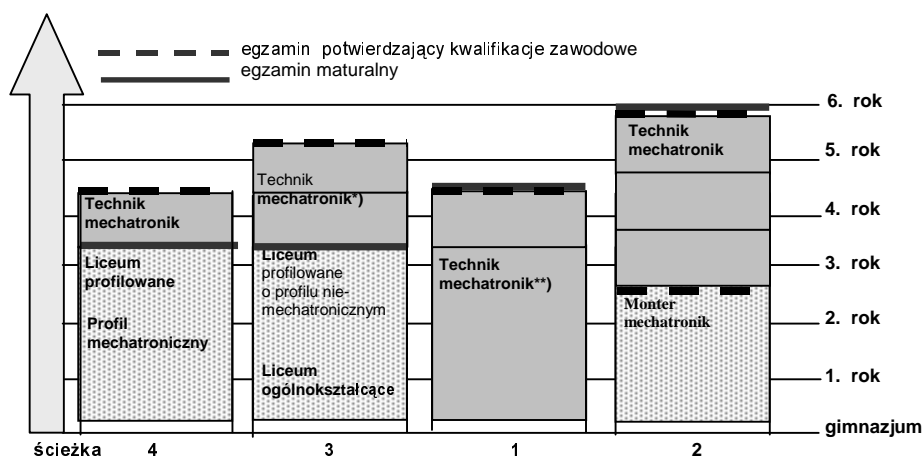 egzamin potwierdzający kwalifikacje zawodowe
egzamin maturalny
6. rok
5. rok
4. rok
3. rok
2. rok
1. rok
gimnazjum
Technik
mechatronik
Liceum
profilowane
Profil
mechatroniczny
Technik
mechatronik*)
Liceum
profilowane
o profilu nie-
mechatronicznym
Liceum
ogólnokształcące
Technik
mechatronik**)
Technik
mechatronik
Monter
mechatronik
ścieżka 4 3 1 2